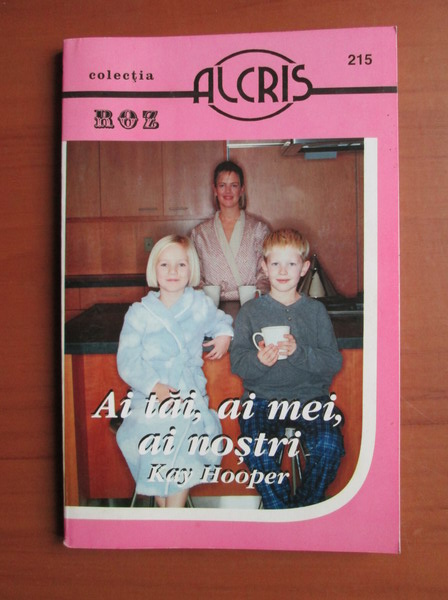 colecția
ALCRIS
215
ROZ
Ai tăi, ai mei,
ai noștri
Kay Hooper